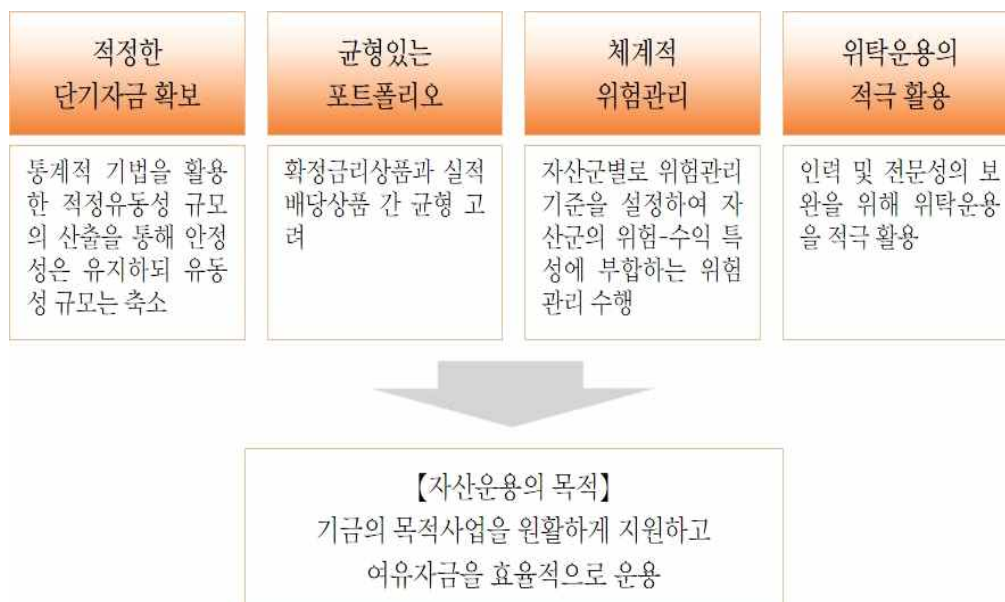 적정한
단기자금 확보
균형있는
포트폴리오
체계적
위험관리
위탁운용의
적극 활용
통계적 기법을 활용
한 적정유동성 규모
의 산출을 통해 안정
성은 유지하되 유동
성 규모는 축소
확정금리상품과 실적
배당상품 간 균형 고
려
자산군별로 위험관리
기준을 설정하여 자
산군의 위험-수익 특
성에 부합하는 위험
관리 수행
인력 및 전문성의 보
완을 위해 위탁운용
을 적극 활용
【자산운용의 목적】
기금의 목적사업을 원활하게 지원하고
여유자금을 효율적으로 운용